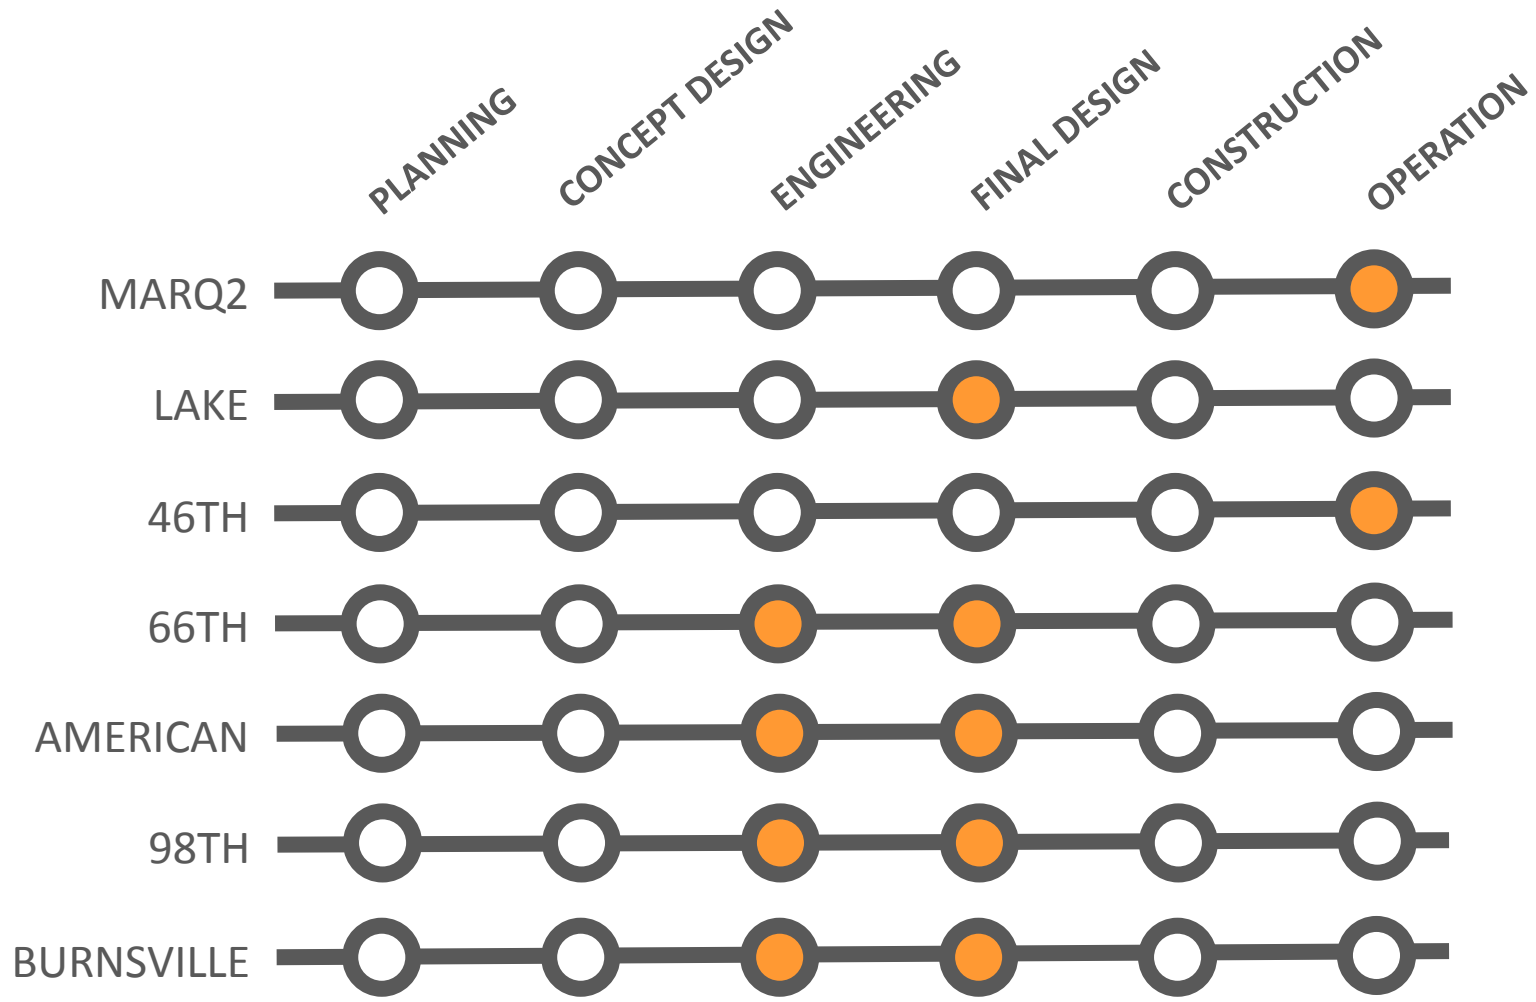 PLANNING
CONCEPT DESIGN
ENGINEERING
FINAL DESIGN
CONSTRUCTION
OPERATION
MARQ2
LAKE
46TH
66TH
AMERICAN
98TH
BURNSVILLE